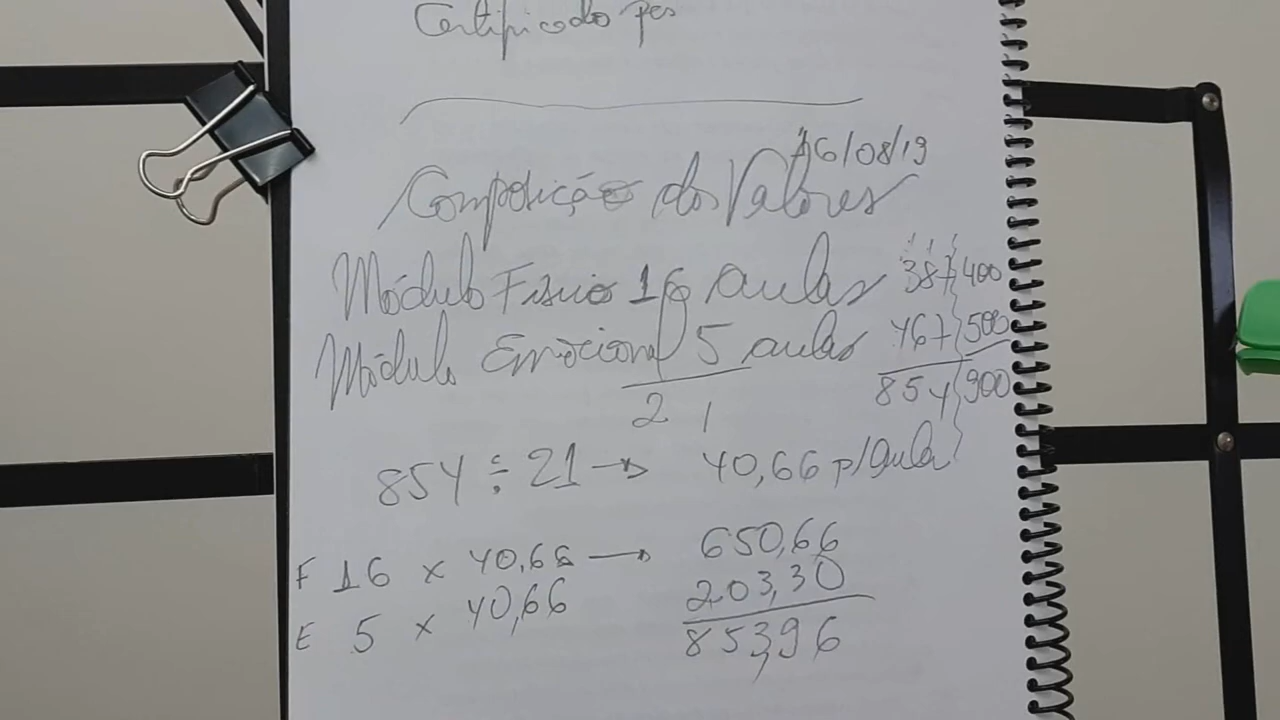 Certificado por
16/08/19
Composição dos Valores
Módulo Físico 16 aulas 387 400
Módulo Emocional 5 aulas 467 500
21 854 900
854 ÷ 21 → 40,66 p/ aula
F 16 x 40,66 → 650,66
E 5 x 40,66 203,30
853,96